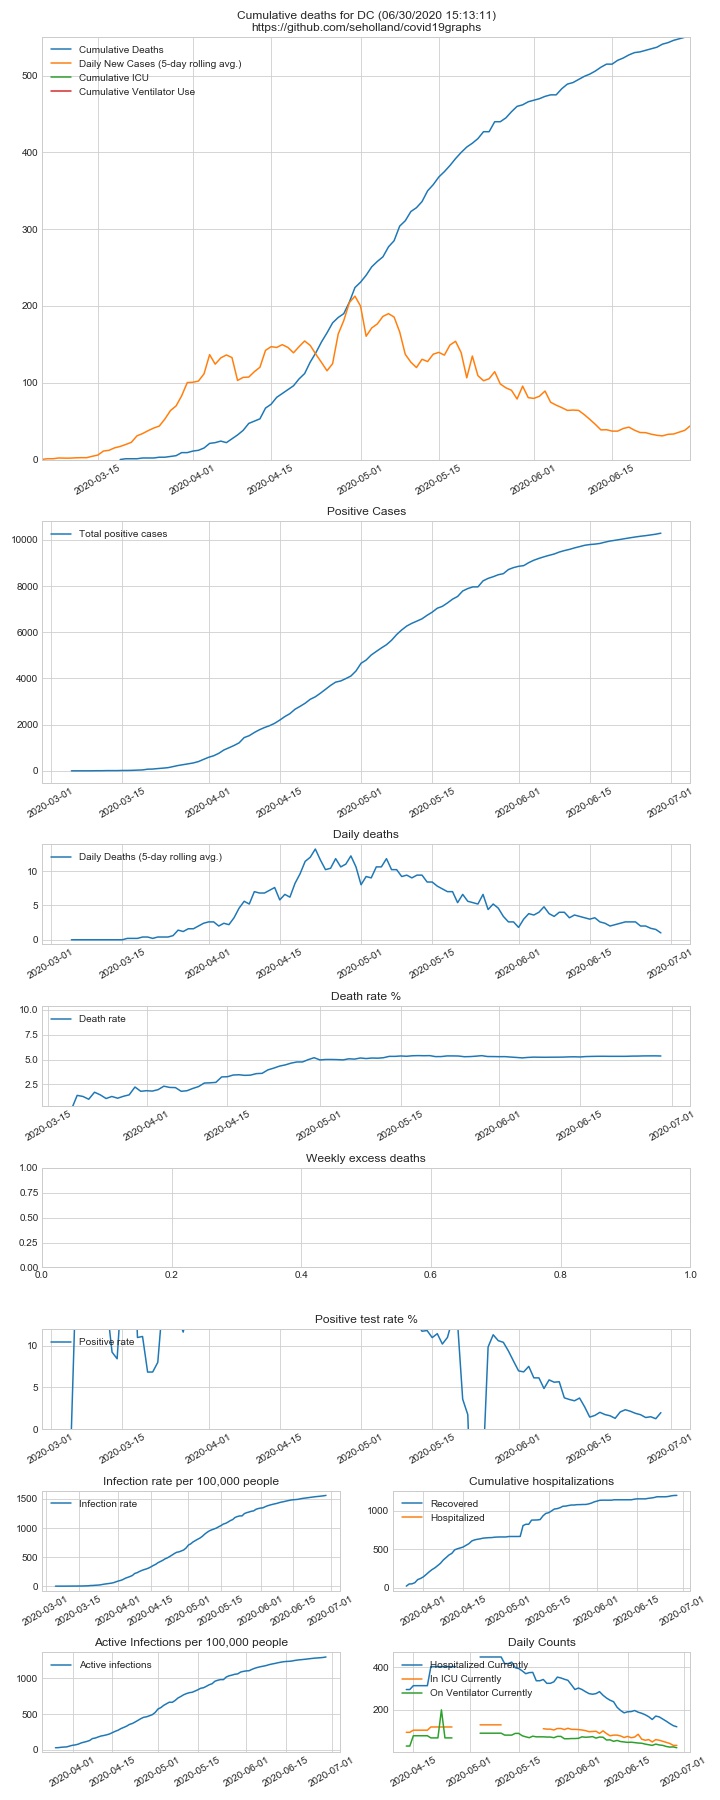 Cumulative deaths for DC (06/30/2020 15:13:11)
https://github.com/seholland/covid19graphs
Cumulative Deaths
Daily New Cases (5-day rolling avg.)
Cumulative ICU
Cumulative Ventilator Use
500
400
300
200
100
0
2020-03-15 2020-04-01 2020-04-15 2020-05-01 2020-05-15 2020-06-01 2020-06-15
Positive Cases
Total positive cases
10000
8000
6000
4000
2000
0
2020-03-01 2020-03-15 2020-04-01 2020-04-15 2020-05-01 2020-05-15 2020-06-01 2020-06-15 2020-07-01
Daily deaths
Daily Deaths (5-day rolling avg.)
10
5
0
2020-03-01 2020-03-15 2020-04-01 2020-04-15 2020-05-01 2020-05-15 2020-06-01 2020-06-15 2020-07-01
Death rate %
10.0
Death rate
7.5
5.0
2.5
2020-03-15 2020-04-01 2020-04-15 2020-05-01 2020-05-15 2020-06-01 2020-06-15 2020-07-01
Weekly excess deaths
1.00
0.75
0.50
0.25
0.00
0.0 0.2 0.4 0.6 0.8 1.0
Positive test rate %
Positive rate
10
5
0
2020-03-01 2020-03-15 2020-04-01 2020-04-15 2020-05-01 2020-05-15 2020-06-01 2020-06-15 2020-07-01
Infection rate per 100,000 people
Infection rate
1500
1000
500
0
2020-03-01 2020-03-15 2020-04-01 2020-04-15 2020-05-01 2020-05-15 2020-06-01 2020-06-15 2020-07-01
Cumulative hospitalizations
Recovered
Hospitalized
1000
500
0
2020-04-01 2020-04-15 2020-05-01 2020-05-15 2020-06-01 2020-06-15 2020-07-01
Active Infections per 100,000 people
Active infections
1000
500
0
2020-04-01 2020-04-15 2020-05-01 2020-05-15 2020-06-01 2020-06-15 2020-07-01
Daily Counts
Hospitalized Currently
In ICU Currently
On Ventilator Currently
400
200
2020-04-15 2020-05-01 2020-05-15 2020-06-01 2020-06-15 2020-07-01